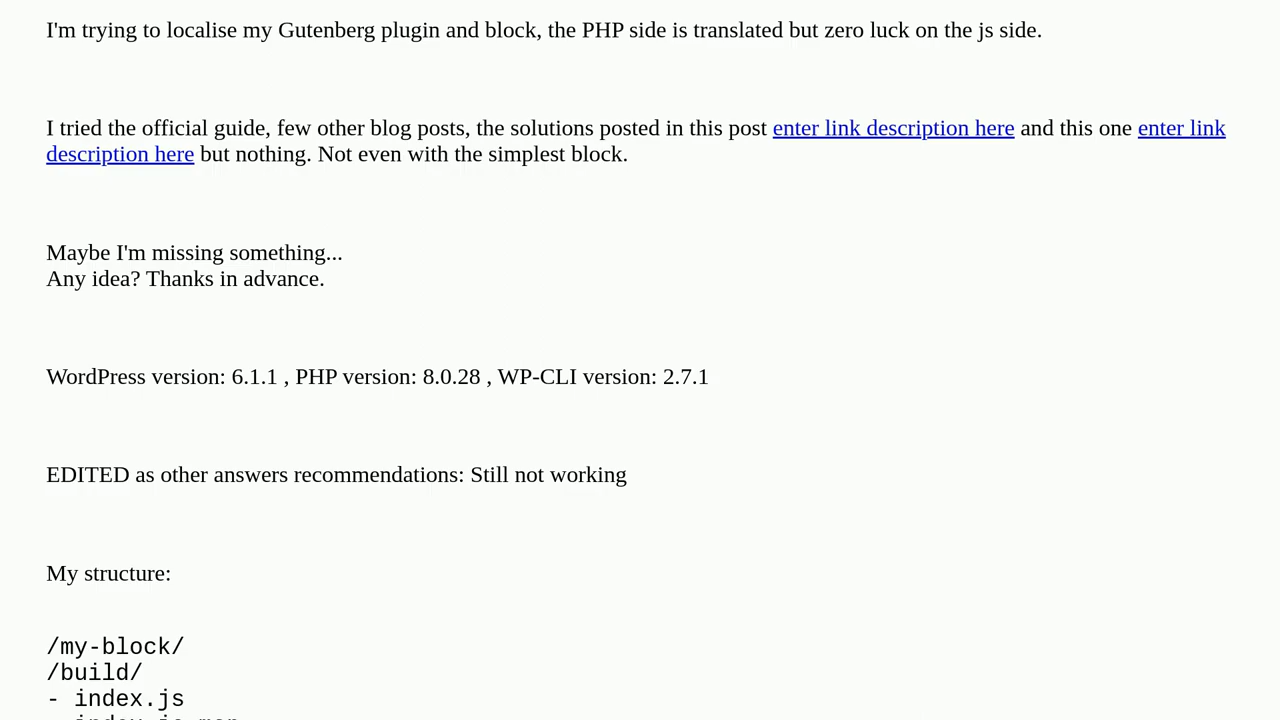 I'm trying to localise my Gutenberg plugin and block, the PHP side is translated but zero luck on the js side.
I tried the official guide, few other blog posts, the solutions posted in this post enter link description here and this one enter link
description here but nothing. Not even with the simplest block.
Maybe I'm missing something...
Any idea? Thanks in advance.
WordPress version: 6.1.1 , PHP version: 8.0.28 , WP-CLI version: 2.7.1
EDITED as other answers recommendations: Still not working
My structure:
/my-block/
/build/
- index.js